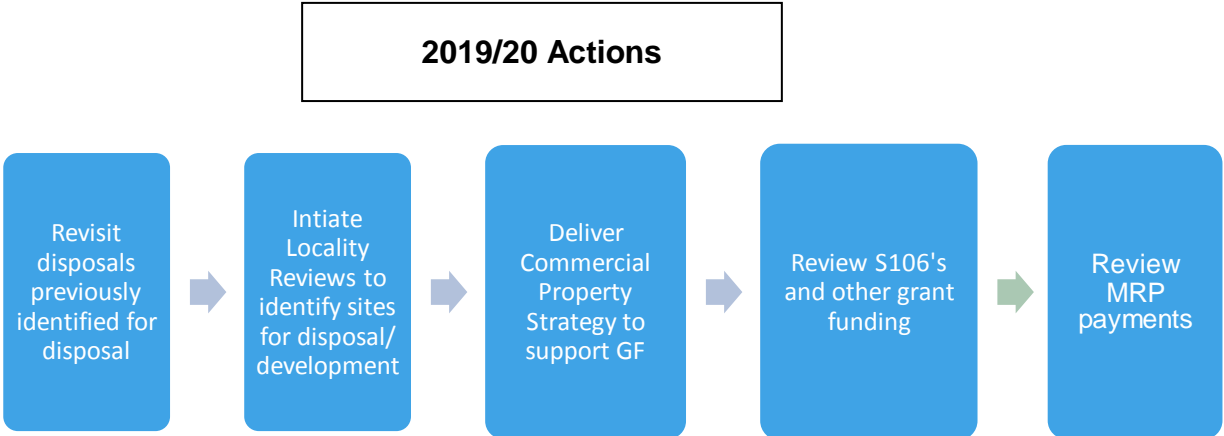 2019/20 Actions
Revisit
disposals
previously
identified for
disposal
Intiate
Locality
Reviews to
identify sites
for disposal/
development
Deliver
Commercial
Property
Strategy to
support GF
Review S106's
and other grant
funding
Review
MRP
payments